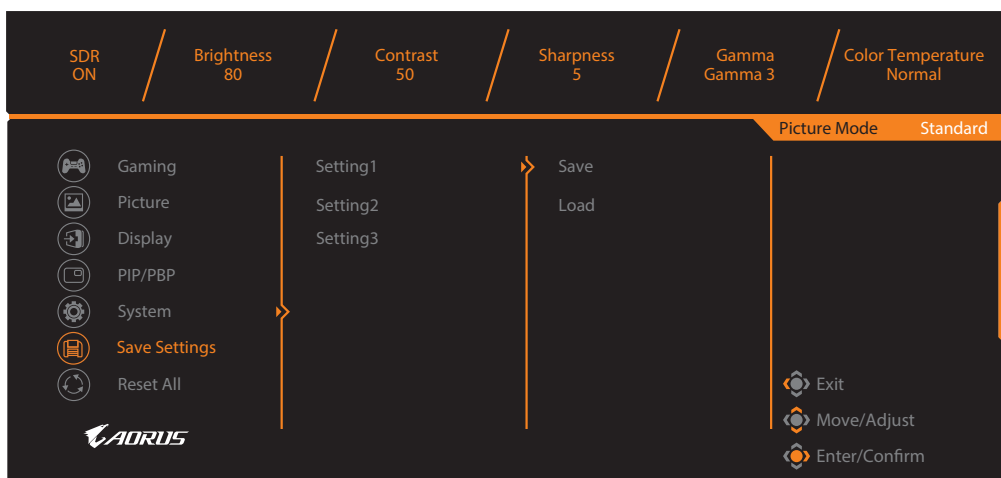 SDR
ON
Brightness
80
Contrast
50
Sharpness
5
Gamma
Gamma 3
Color Temperature
Normal
Picture Mode Standard
Gaming
Picture
Display
PIP/PBP
System
Save Settings
Reset All
Setting1
Setting2
Setting3
Save
Load
Exit
Move/Adjust
Enter/Confirm
AORUS